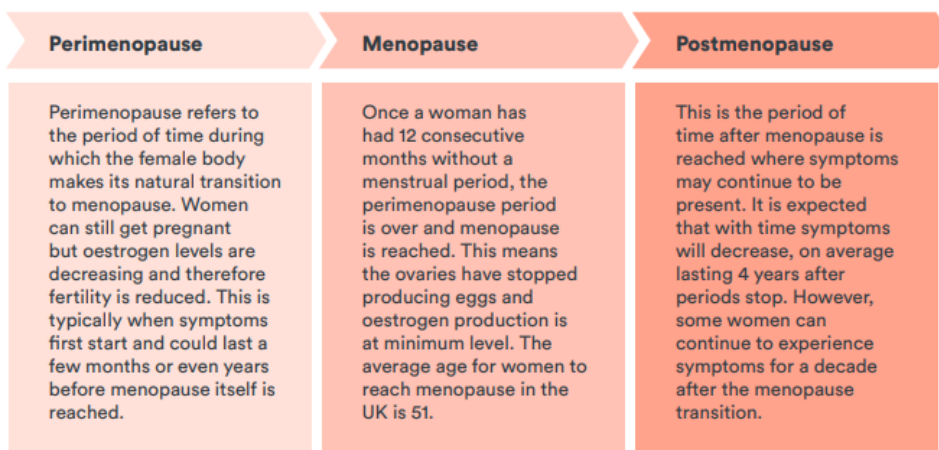 Perimenopause
Perimenopause refers to
the period of time during
which the female body
makes its natural transition
to menopause. Women
can still get pregnant
but oestrogen levels are
decreasing and therefore
fertility is reduced. This is
typically when symptoms
first start and could last a
few months or even years
before menopause itself is
reached.
Menopause
Once a woman has
had 12 consecutive
months without a
menstrual period, the
perimenopause period
is over and menopause
is reached. This means
the ovaries have stopped
producing eggs and
oestrogen production is
at minimum level. The
average age for women to
reach menopause in the
UK is 51.
Postmenopause
This is the period of
time after menopause is
reached where symptoms
may continue to be
present. It is expected
that with time symptoms
will decrease, on average
lasting 4 years after
periods stop. However,
some women can
continue to experience
symptoms for a decade
after the menopause
transition.